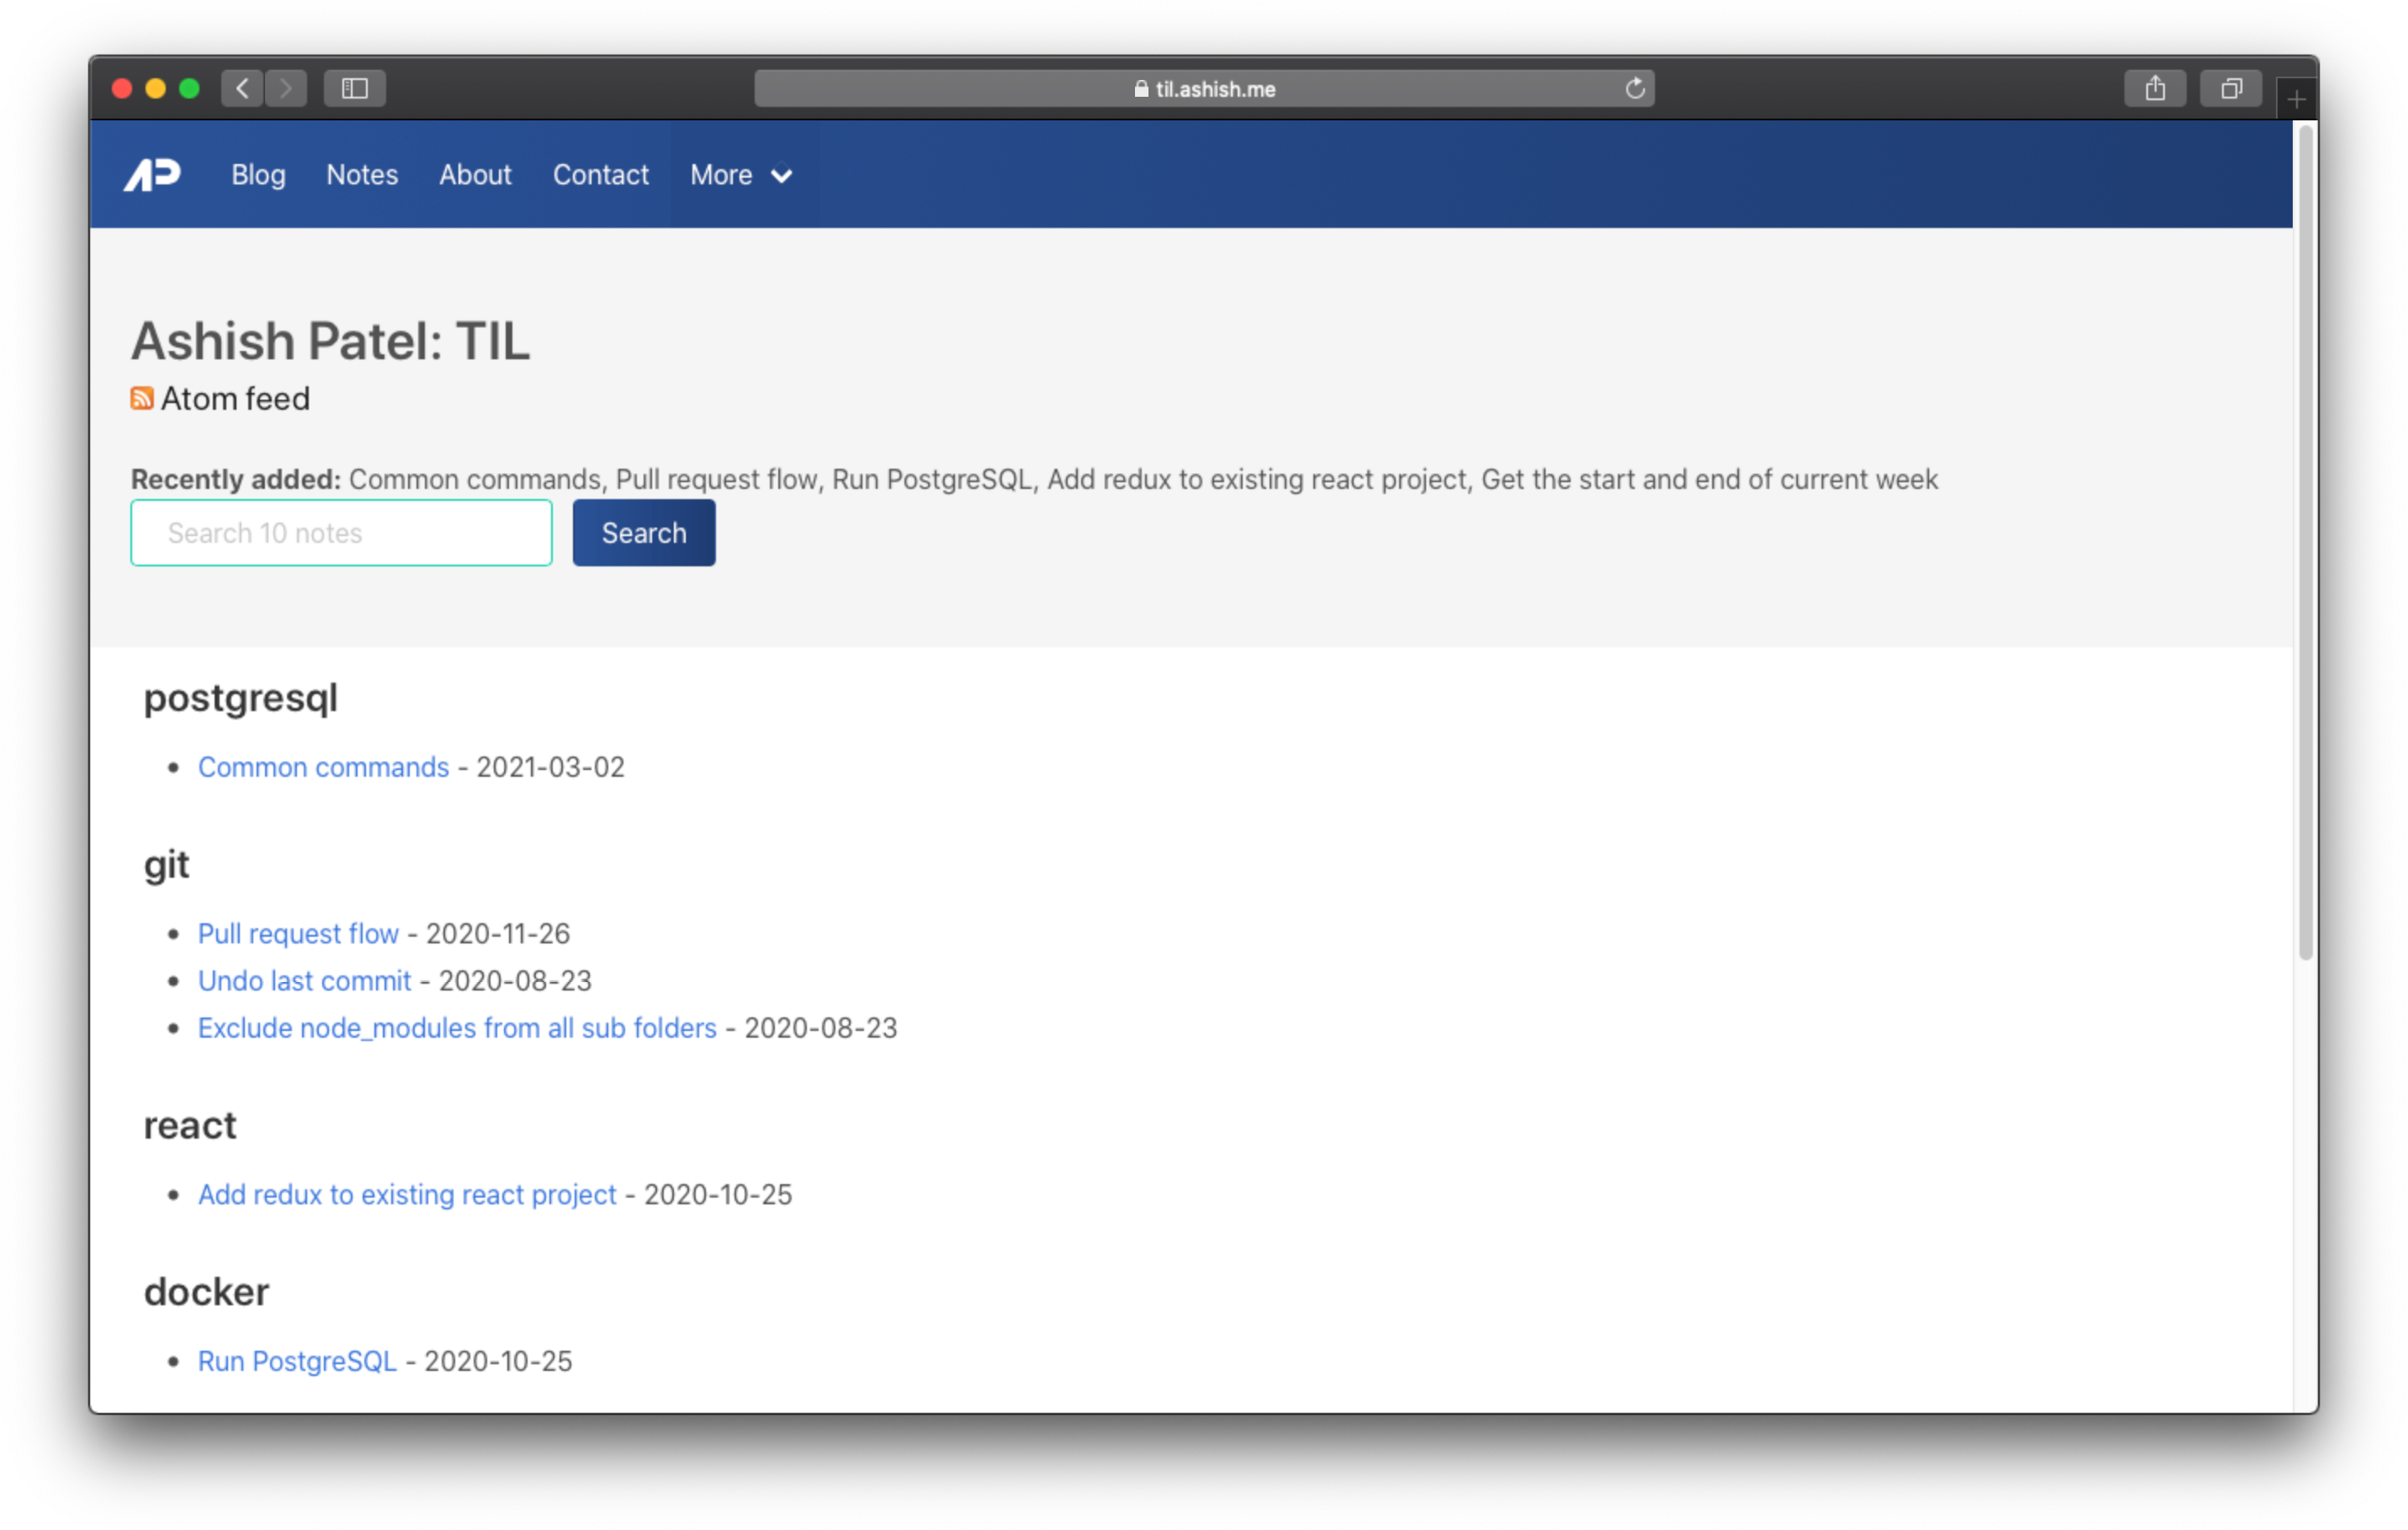 til.ashish.me
AP Blog Notes About Contact More
Ashish Patel: TIL
Atom feed
Recently added: Common commands, Pull request flow, Run PostgreSQL, Add redux to existing react project, Get the start and end of current week
Search 10 notes Search
postgresql
Common commands - 2021-03-02
git
Pull request flow - 2020-11-26
Undo last commit - 2020-08-23
Exclude node_modules from all sub folders - 2020-08-23
react
Add redux to existing react project - 2020-10-25
docker
Run PostgreSQL - 2020-10-25